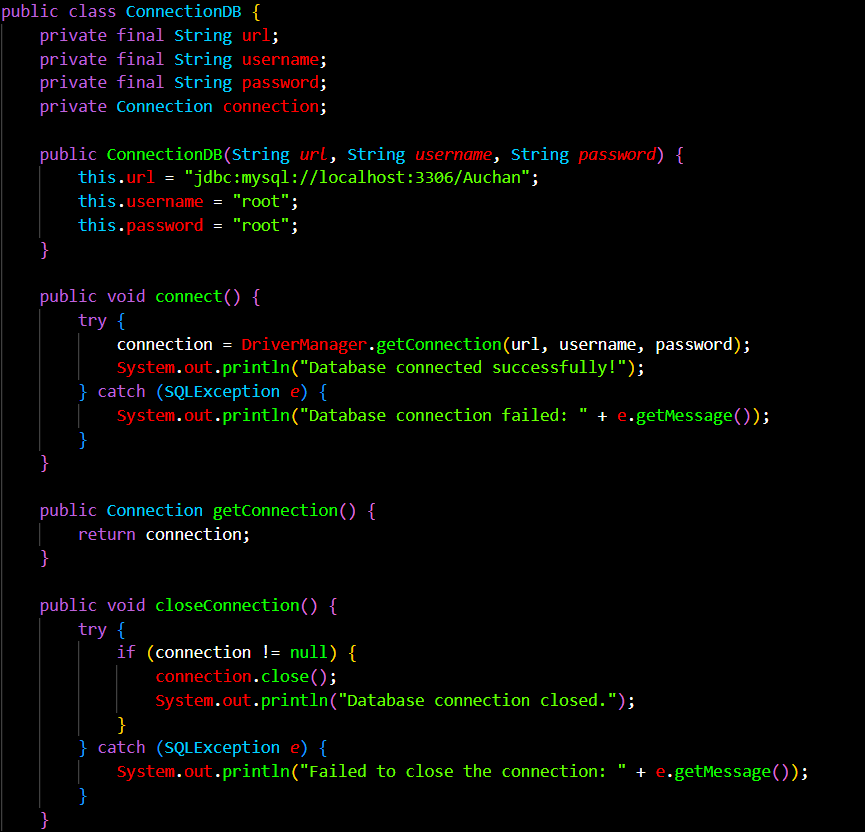 public class ConnectionDB {
    private final String url;
    private final String username;
    private final String password;
    private Connection connection;

    public ConnectionDB(String url, String username, String password) {
        this.url = "jdbc:mysql://localhost:3306/Auchan";
        this.username = "root";
        this.password = "root";
    }

    public void connect() {
        try {
            connection = DriverManager.getConnection(url, username, password);
            System.out.println("Database connected successfully!");
        } catch (SQLException e) {
            System.out.println("Database connection failed: " + e.getMessage());
        }
    }

    public Connection getConnection() {
        return connection;
    }

    public void closeConnection() {
        try {
            if (connection != null) {
                connection.close();
                System.out.println("Database connection closed.");
            }
        } catch (SQLException e) {
            System.out.println("Failed to close the connection: " + e.getMessage());
        }
    }